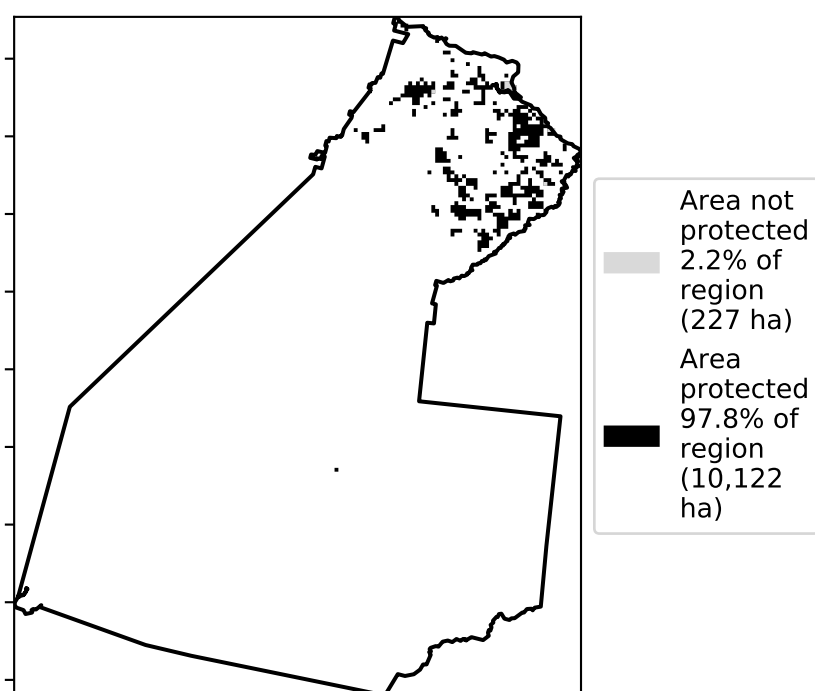 Area not
protected
2.2% of
region
(227 ha)
Area
protected
97.8% of
region
(10,122
ha)